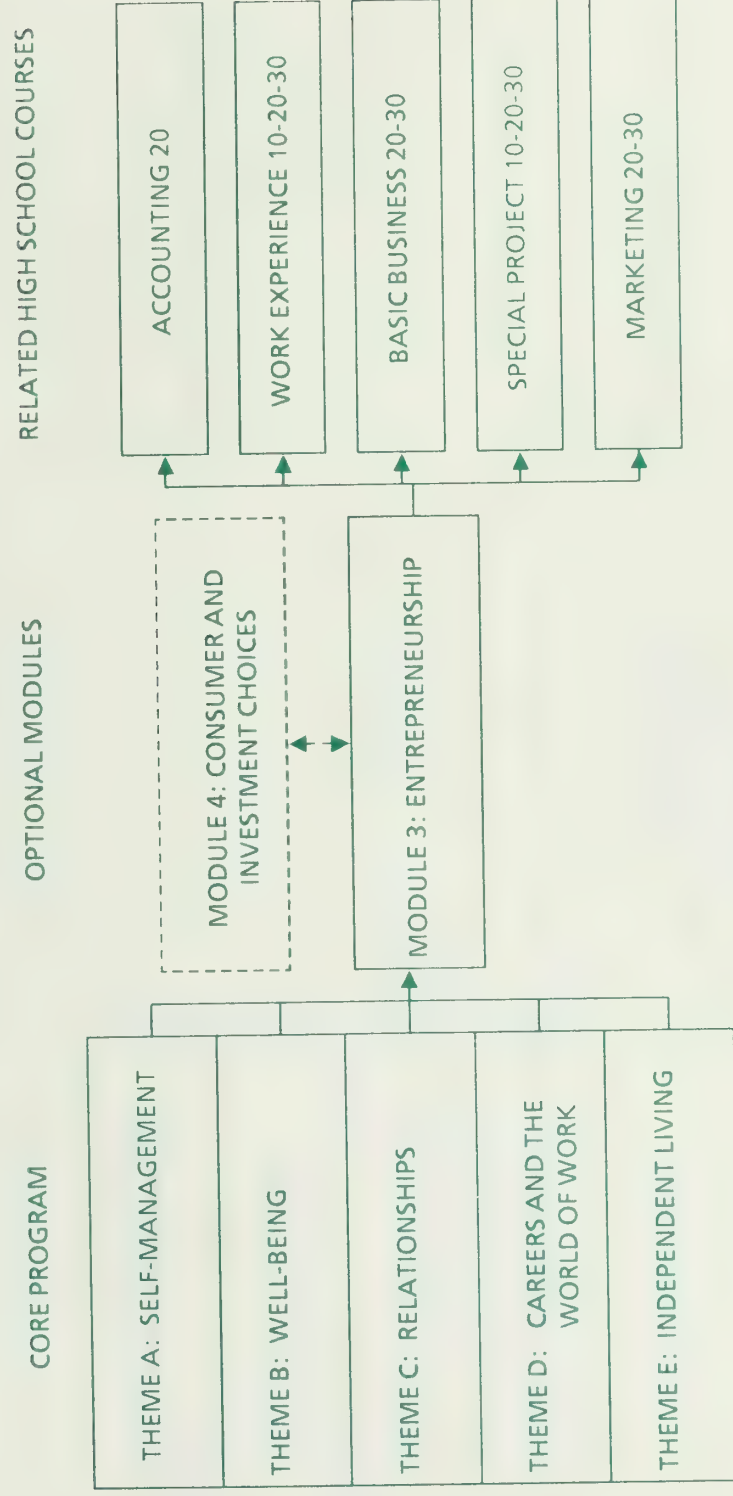 CORE PROGRAM
THEME A: SELF-MANAGEMENT
THEME B: WELL-BEING
THEME C: RELATIONSHIPS
THEME D: CAREERS AND THE
WORLD OF WORK
THEME E: INDEPENDENT LIVING
OPTIONAL MODULES
MODULE 4: CONSUMER AND
INVESTMENT CHOICES
MODULE 3: ENTREPRENEURSHIP
RELATED HIGH SCHOOL COURSES
ACCOUNTING 20
WORK EXPERIENCE 10-20-30
BASIC BUSINESS 20-30
SPECIAL PROJECT 10-20-30
MARKETING 20-30